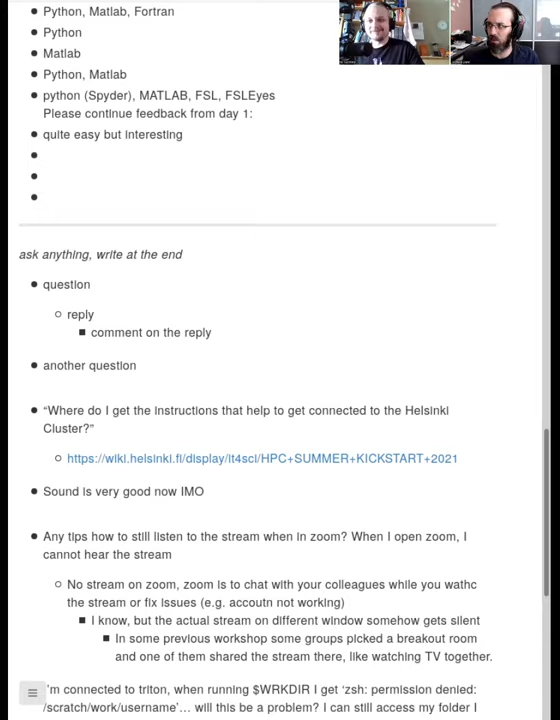 Python, Matlab, Fortran
Python
Matlab
Python, Matlab
python (Spyder), MATLAB, FSL, FSLEyes
Please continue feedback from day 1:
quite easy but interesting
ask anything, write at the end
question
reply
comment on the reply
another question
“Where do I get the instructions that help to get connected to the Helsinki
Cluster?”
https://wiki.helsinki.fi/display/it4sci/HPC+SUMMER+KICKSTART+2021
Sound is very good now IMO
Any tips how to still listen to the stream when in zoom? When I open zoom, I
cannot hear the stream
No stream on zoom, zoom is to chat with your colleagues while you wathc
the stream or fix issues (e.g. accoutn not working)
I know, but the actual stream on different window somehow gets silent
In some previous workshop some groups picked a breakout room
and one of them shared the stream there, like watching TV together.
'm connected to triton, when running $WRKDIR I get ‘zsh: permission denied:
/scratch/work/username’... will this be a problem? I can still access my folder I